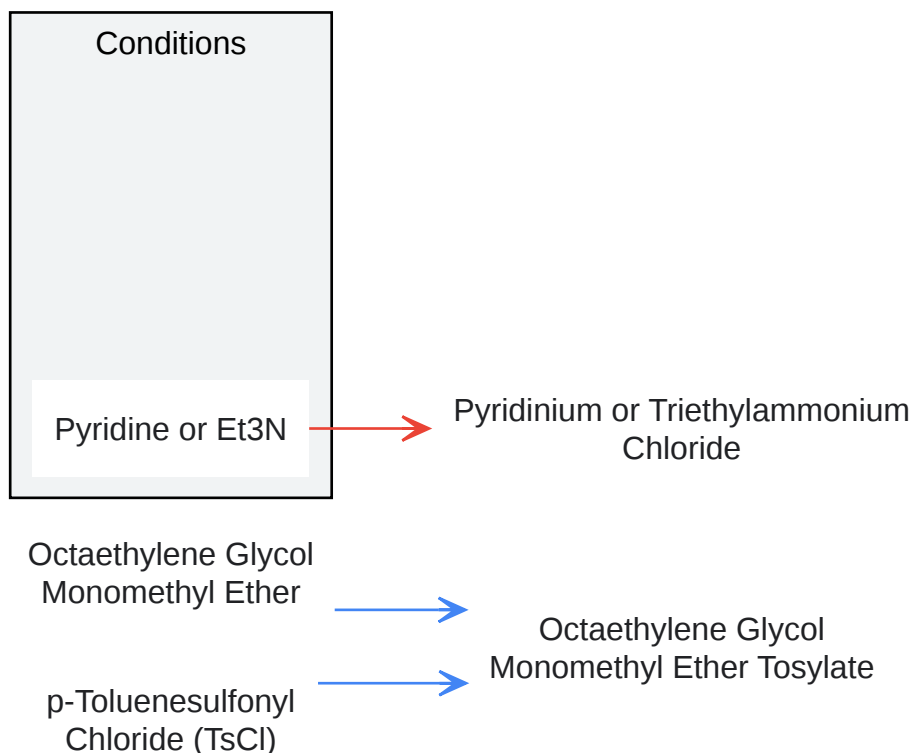 Conditions
Pyridine or Et3N
Pyridinium or Triethylammonium
Chloride
Octaethylene Glycol
Monomethyl Ether
Octaethylene Glycol
Monomethyl Ether Tosylate
p-Toluenesulfonyl
Chloride (TsCl)